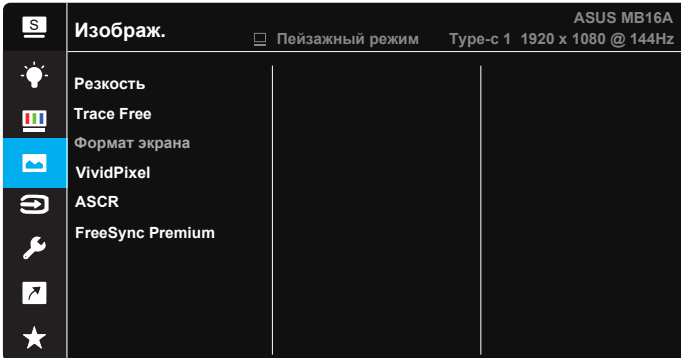 S
Изображ.
ASUS MB16A
Пейзажный режим
Type-c 1 1920 x 1080 @ 144Hz
Резкость
Trace Free
Формат экрана
VividPixel
ASCR
FreeSync Premium